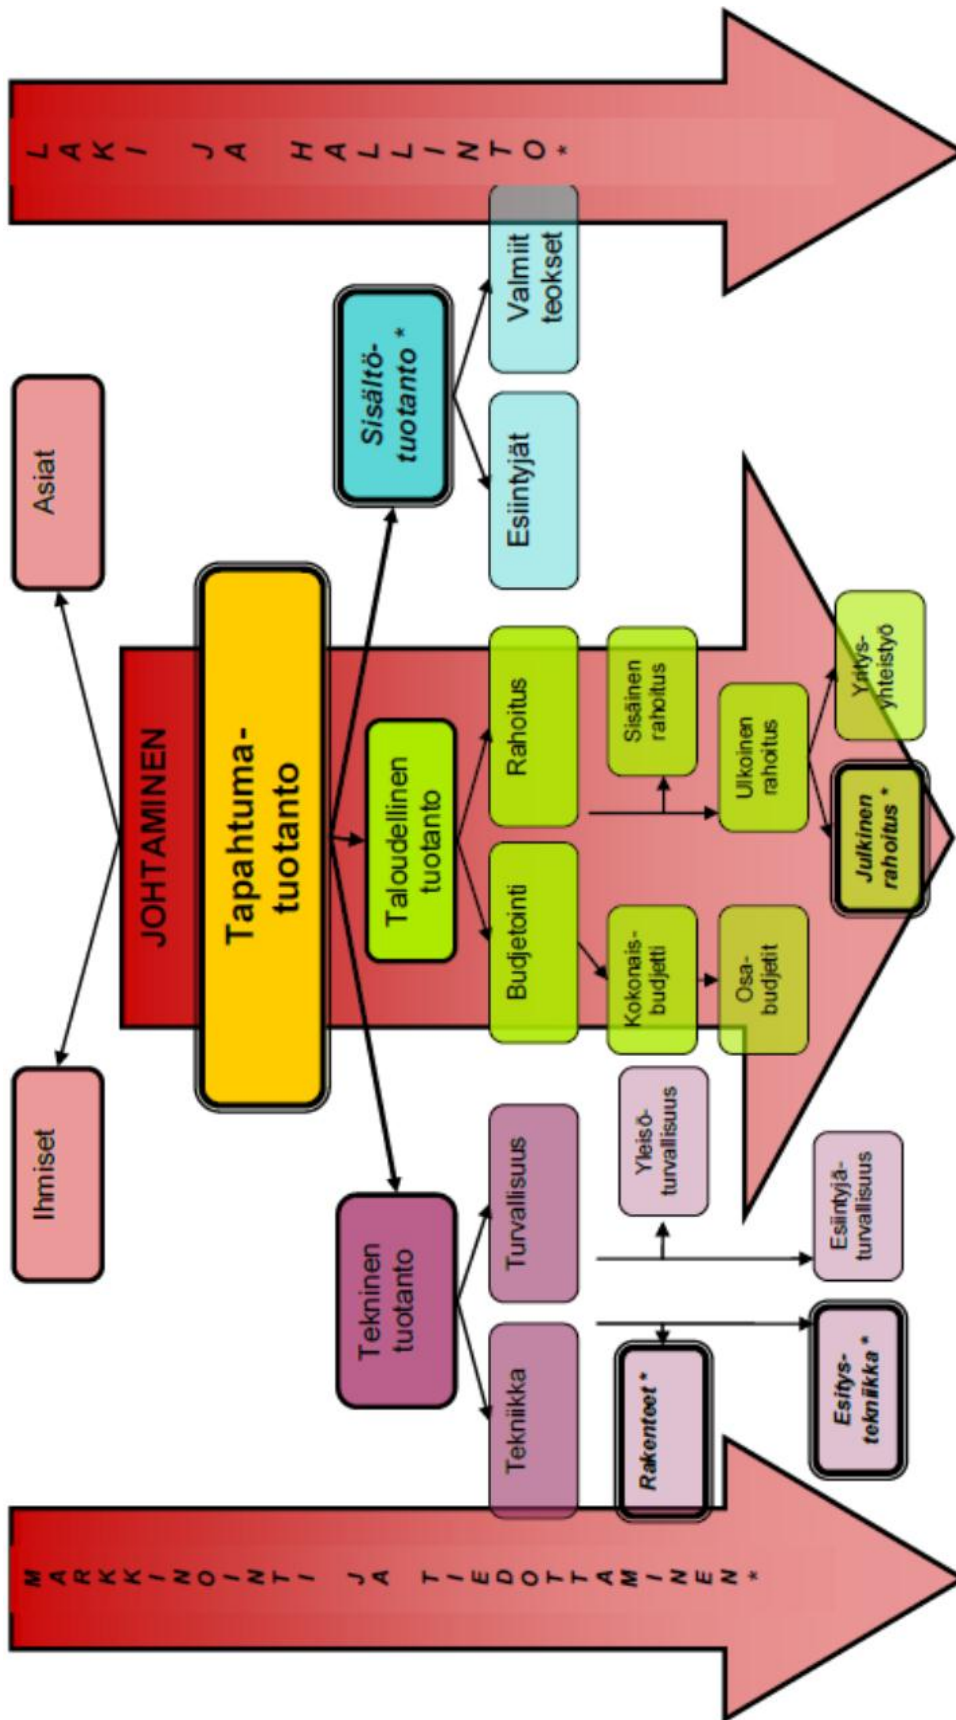 Ihmiset
Asiat
JOHTAMINEN
Tapahtuma-
tuotanto
Tekninen
tuotanto
Taloudellinen
tuotanto
Sisältö-
tuotanto *
Tekniikka
Turvallisuus
Budjetointi
Rahoitus
Esiintyjät
Valmiit
teokset
Rakenteet *
Yleisö-
turvallisuus
Kokonais-
budjetti
Sisäinen
rahoitus
Osa-
budjetit
Ulkoinen
rahoitus
Esitys-
tekniikka *
Esiintyjä-
turvallisuus
Julkinen
rahoitus *
Yritys-
yhteistyö
MARKKINOINTI JA TIEDOTTAMINEN *
LAKI JA HALLINTO *